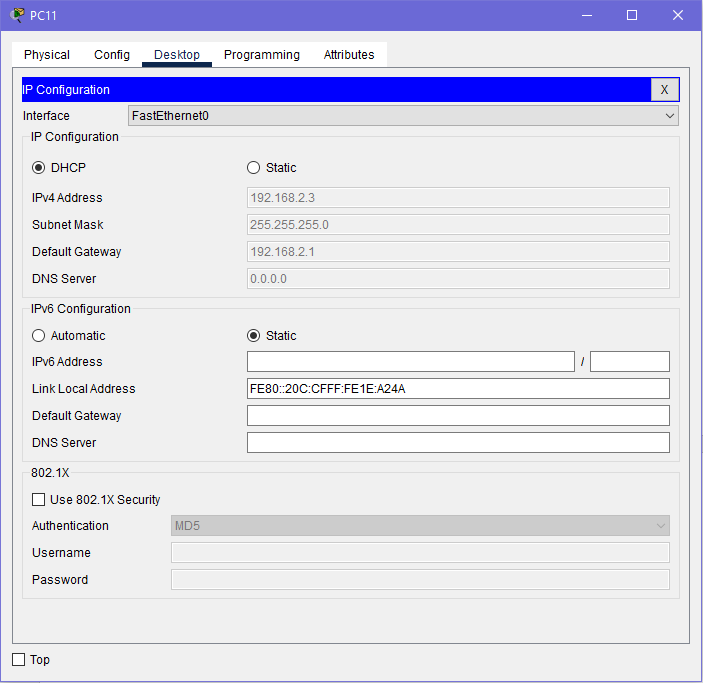 PC11
Physical Config Desktop Programming Attributes
IP Configuration X
Interface FastEthernet0
IP Configuration
DHCP Static
IPv4 Address 192.168.2.3
Subnet Mask 255.255.255.0
Default Gateway 192.168.2.1
DNS Server 0.0.0.0
IPv6 Configuration
Automatic Static
IPv6 Address /
Link Local Address FE80::20C:CFFF:FE1E:A24A
Default Gateway
DNS Server
802.1X
Use 802.1X Security
Authentication MD5
Username
Password
Top